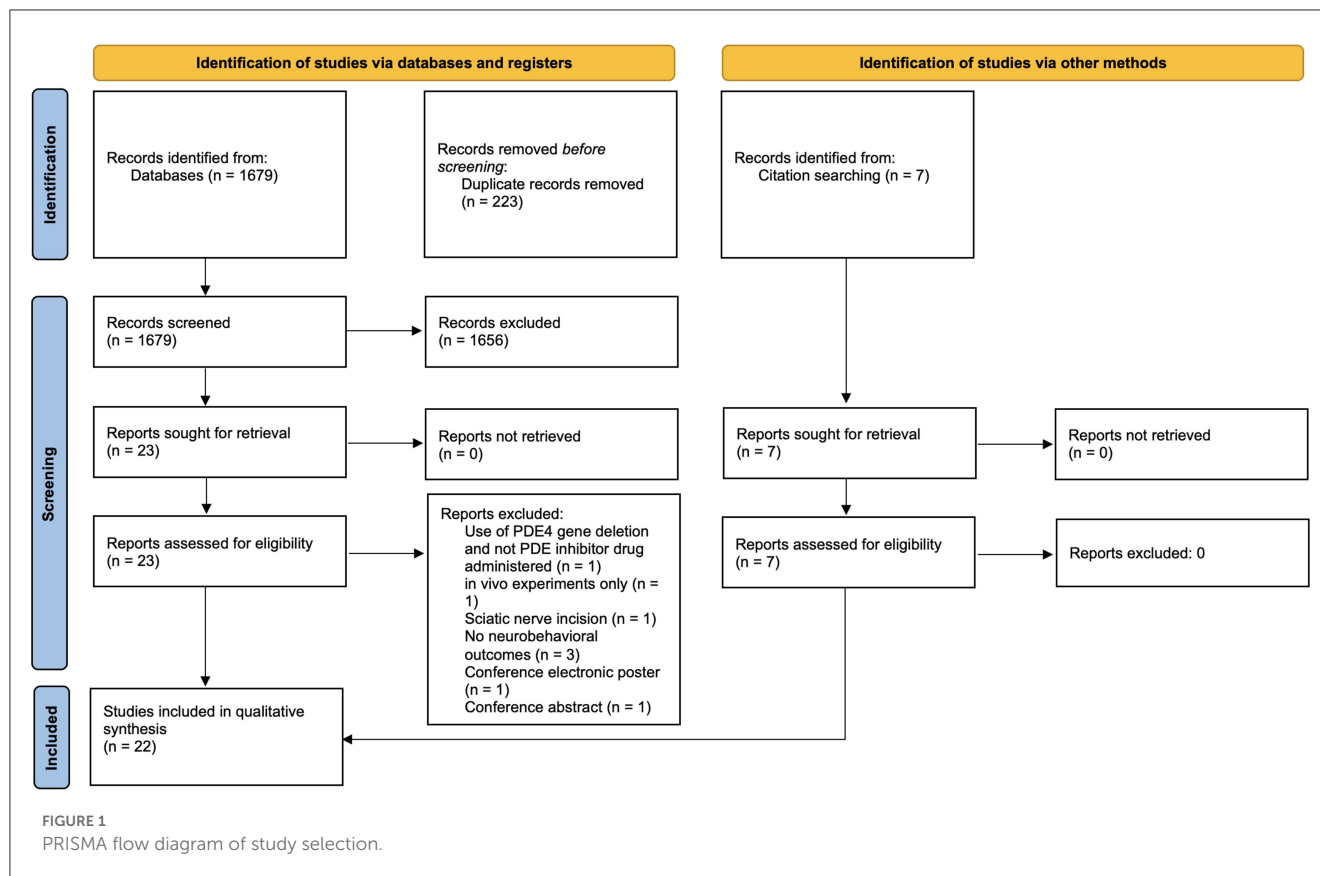 Identification of studies via databases and registers
Identification of studies via other methods
Identification
Records identified from:
Databases (n = 1679)
Records removed before
screening:
Duplicate records removed
(n = 223)
Records identified from:
Citation searching (n = 7)
Screening
Records screened
(n = 1679)
Records excluded
(n = 1656)
Reports sought for retrieval
(n = 23)
Reports not retrieved
(n = 0)
Reports sought for retrieval
(n = 7)
Reports not retrieved
(n = 0)
Reports assessed for eligibility
(n = 23)
Reports excluded:
Use of PDE4 gene deletion
and not PDE inhibitor drug
administered (n = 1)
in vivo experiments only (n =
1)
Sciatic nerve incision (n = 1)
No neurobehavioral
outcomes (n = 3)
Conference electronic poster
(n = 1)
Conference abstract (n = 1)
Reports assessed for eligibility
(n = 7)
Reports excluded: 0
Included
Studies included in qualitative
synthesis
(n = 22)
FIGURE 1
PRISMA flow diagram of study selection.